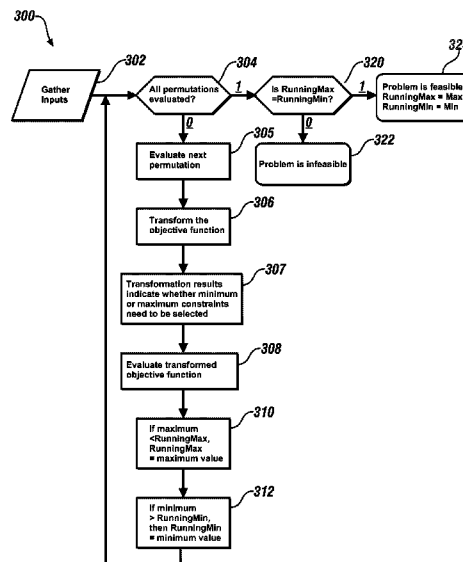 300
302
Gather
Inputs
304
All permutations
evaluated?
1
0
320
Is RunningMax
=RunningMin?
1
0
32
Problem is feasible
RunningMax = Max
RunningMin = Min
322
Problem is infeasible
305
Evaluate next
permutation
306
Transform the
objective function
307
Transformation results
indicate whether minimum
or maximum constraints
need to be selected
308
Evaluate transformed
objective function
310
If maximum
<RunningMax,
RunningMax
= maximum value
312
If minimum
> RunningMin,
then RunningMin
= minimum value